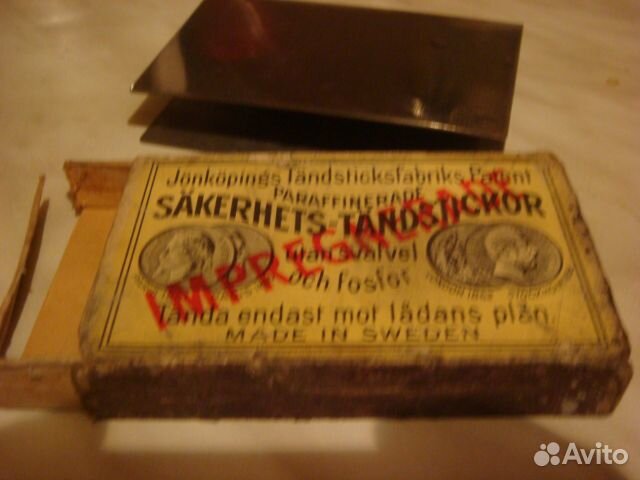 Jönköpings Tändsticksfabriks Patent
PARAFFINERADE
SÄKERHETS-TÄNDSTICKOR
utan svafvel
och fosfor
IMPREGNERADE
Tända endast mot lådans plån.
MADE IN SWEDEN
Avito